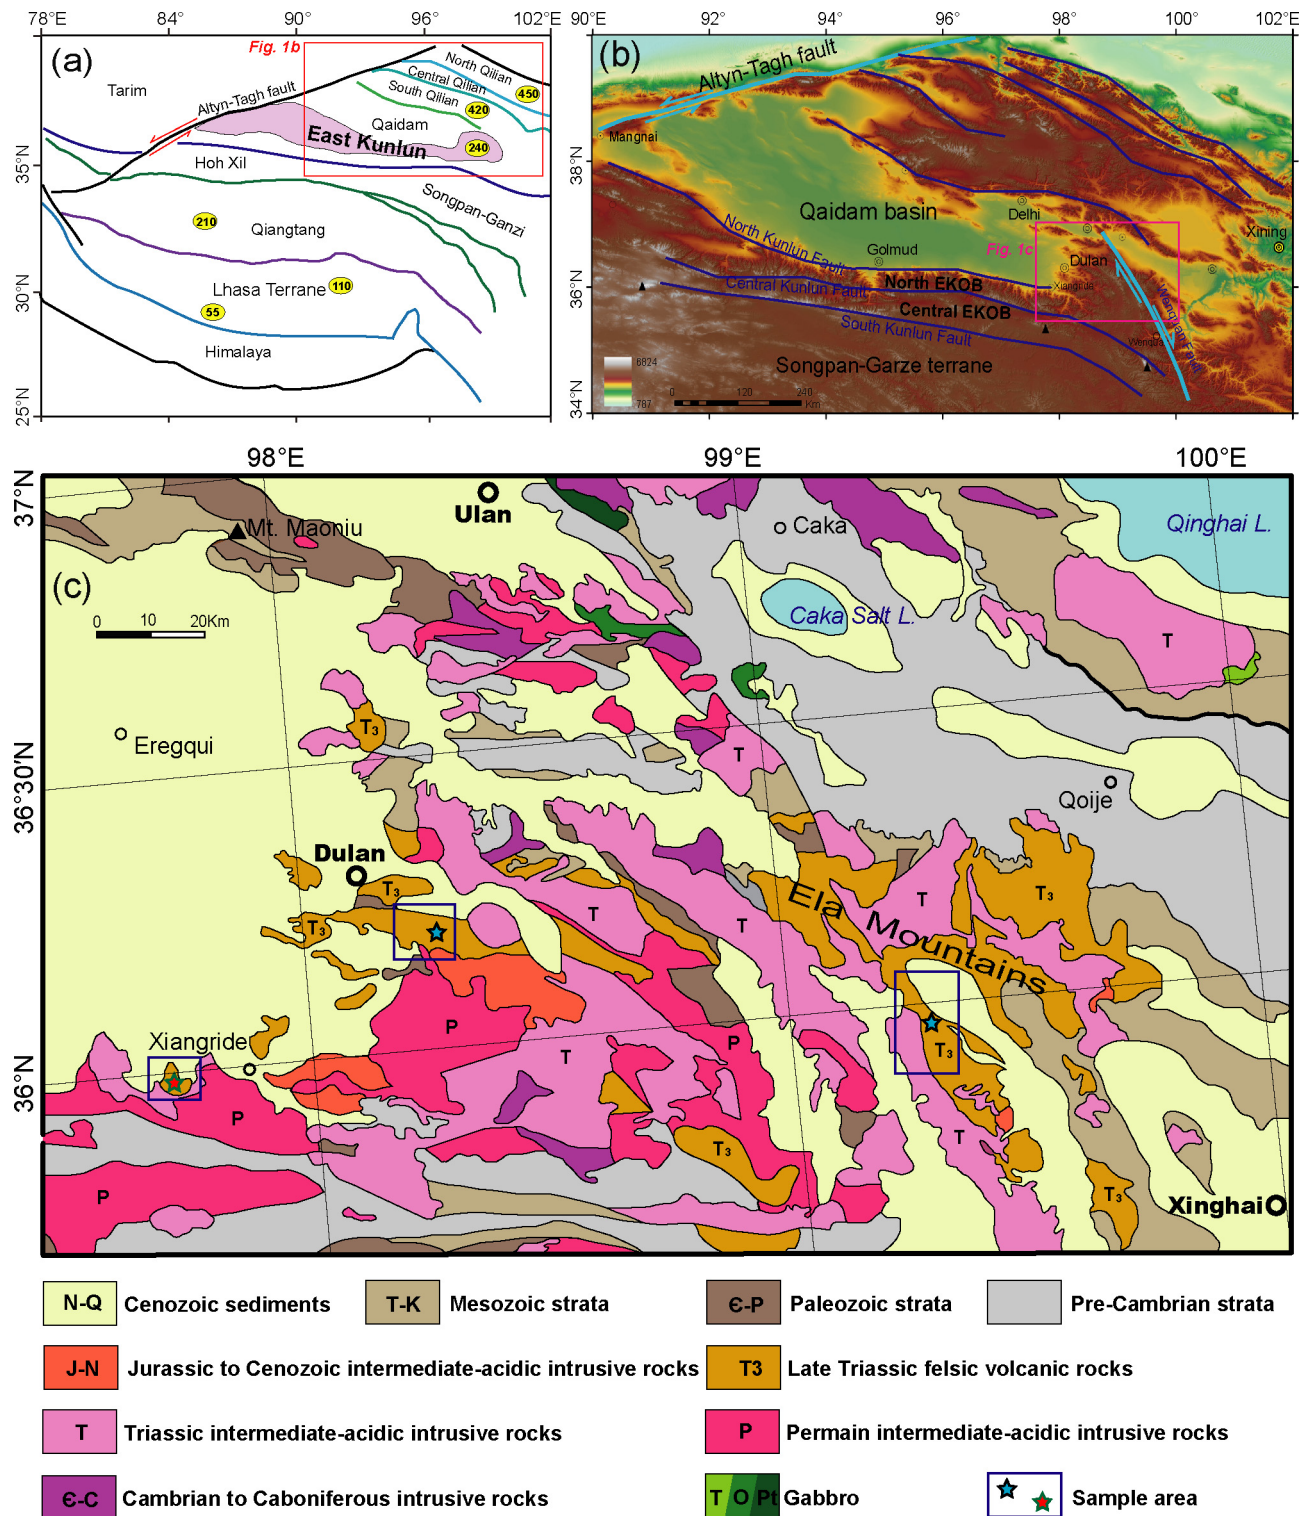 78°E
84°E
90°E
96°E
102°E
35°N
30°N
25°N
(a)
Fig. 1b
Tarim
Altyn-Tagh fault
North Qilian
Central Qilian
South Qilian
450
420
Qaidam
East Kunlun
240
Hoh Xil
Songpan-Ganzi
210
Qiangtang
Lhasa Terrane
110
55
Himalaya
90°E
92°E
94°E
96°E
98°E
100°E
102°E
38°N
36°N
34°N
(b)
Altyn-Tagh fault
Mangnai
Qaidam basin
Delhi
Xining
North Kunlun Fault
Golmud
Fig. 1c
Dulan
Xiangride
Central Kunlun Fault
North EKOB
Central EKOB
South Kunlun Fault
Wenquan Fault
Songpan-Garze terrane
6824
787
0
120
240
Km
98°E
99°E
100°E
37°N
36°30'N
36°N
(c)
Ulan
Mt. Maoniu
Caka
Qinghai L.
0
10
20Km
Caka Salt L.
T
T3
Eregqui
T
Qoije
Dulan
T3
T3
T
T
Ela Mountains
T
T3
Xiangride
P
T
P
T3
P
T3
T
P
T3
Xinghai
N-Q
Cenozoic sediments
T-K
Mesozoic strata
Є-P
Paleozoic strata
Pre-Cambrian strata
J-N
Jurassic to Cenozoic intermediate-acidic intrusive rocks
T3
Late Triassic felsic volcanic rocks
T
Triassic intermediate-acidic intrusive rocks
P
Permain intermediate-acidic intrusive rocks
Є-C
Cambrian to Caboniferous intrusive rocks
T O Pt
Gabbro
Sample area